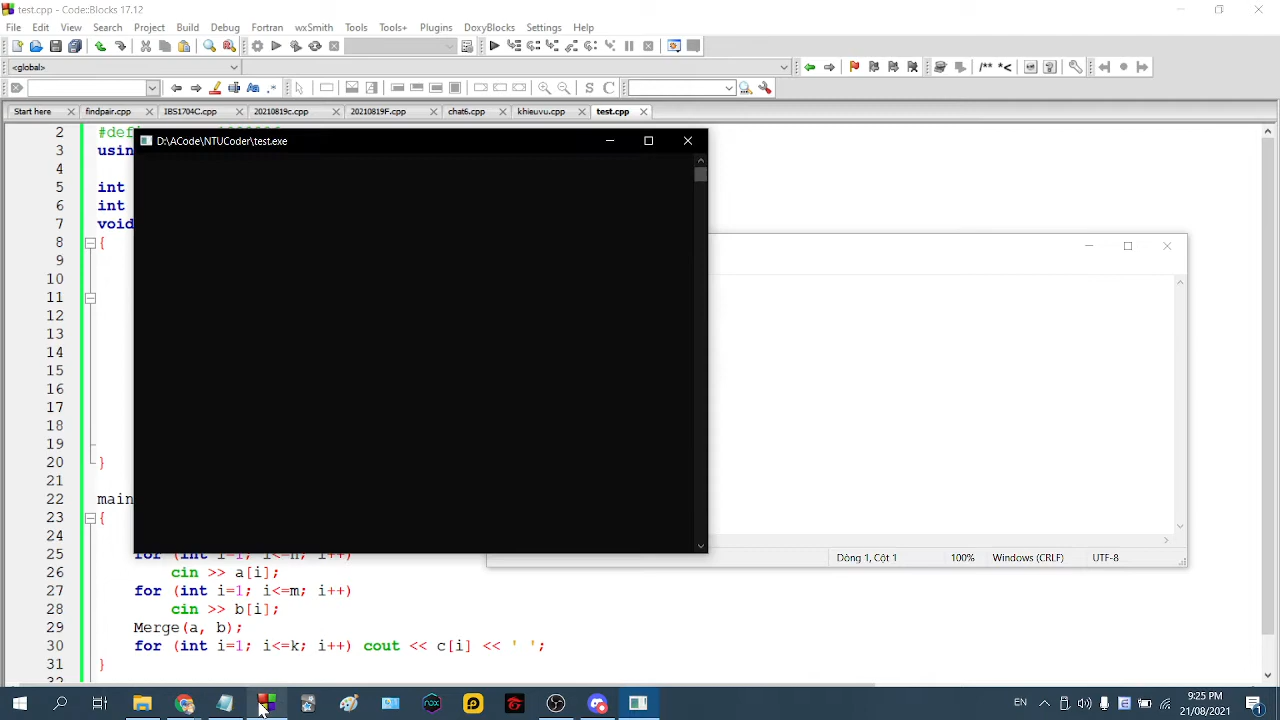 test.cpp - Code::Blocks 17.12
File Edit View Search Project Build Debug Fortran wxSmith Tools Tools+ Plugins DoxyBlocks Settings Help
<global>
/** *<
S C
Start here findpair.cpp IBS1704C.cpp 20210819c.cpp 20210819F.cpp chat6.cpp khieuvu.cpp test.cpp
D:\ACode\NTUCoder\test.exe
2 #def
3 usin
4
5 int
6 int
7 void
8 {
9
10
11
12
13
14
15
16
17
18
19
20 }
21
22 main
23 {
24
25 for (int i=1; i<=n; i++)
26 cin >> a[i];
27 for (int i=1; i<=m; i++)
28 cin >> b[i];
29 Merge(a, b);
30 for (int i=1; i<=k; i++) cout << c[i] << ' ';
31 }
32
Dòng 1, Cột 1 100% Windows (CRLF) UTF-8
EN 9:25 PM
21/08/2021